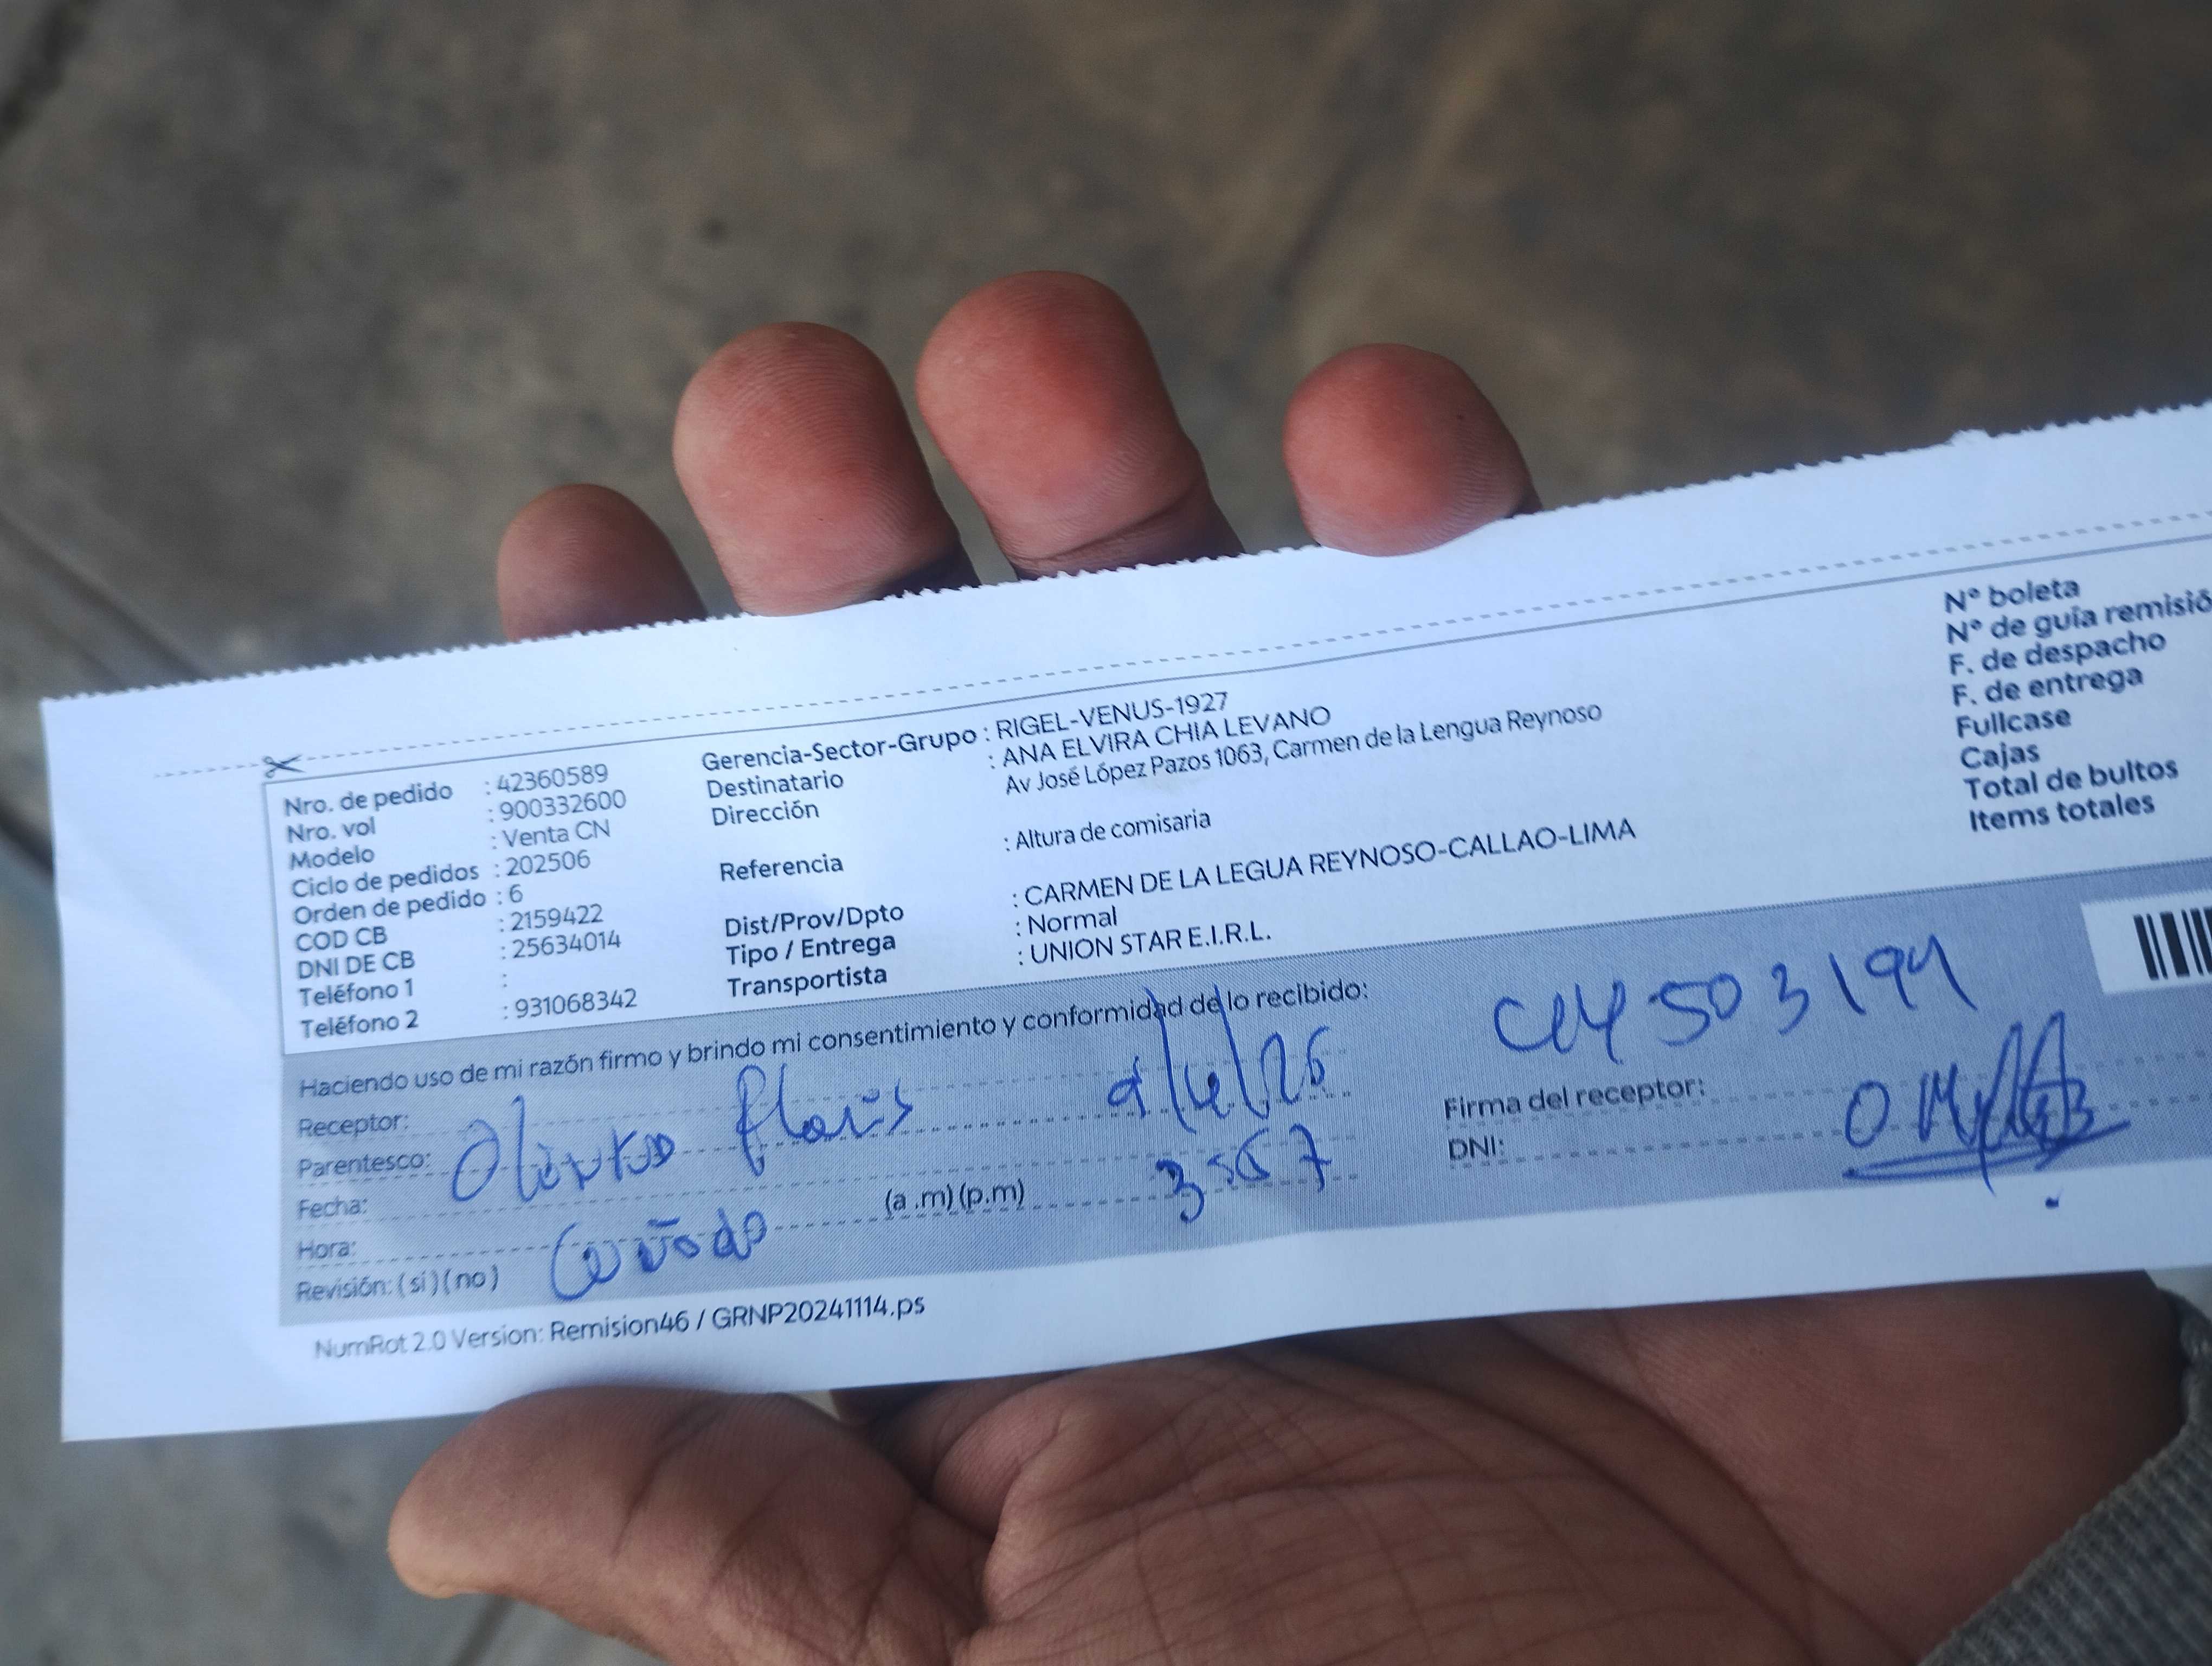 Nro. de pedido : 42360589
Nro. vol : 900332600
Modelo : Venta CN
Ciclo de pedidos : 202506
Orden de pedido : 6
COD CB : 2159422
DNI DE CB : 25634014
Teléfono 1 :
Teléfono 2 : 931068342
Gerencia-Sector-Grupo : RIGEL-VENUS-1927
Destinatario : ANA ELVIRA CHIA LEVANO
Dirección Av José López Pazos 1063, Carmen de la Lengua Reynoso
Referencia : Altura de comisaria
Dist/Prov/Dpto : CARMEN DE LA LEGUA REYNOSO-CALLAO-LIMA
Tipo / Entrega : Normal
Transportista : UNION STAR E.I.R.L.
Nº boleta
Nº de guía remisió
F. de despacho
F. de entrega
Fullcase
Cajas
Total de bultos
Items totales
Haciendo uso de mi razón firmo y brindo mi consentimiento y conformidad de lo recibido:
Receptor:
Parentesco:
Fecha:
Hora: (a .m) (p.m)
Revisión: ( si ) ( no )
Firma del receptor:
DNI:
NumRot 2.0 Version: Remision46 / GRNP20241114.ps